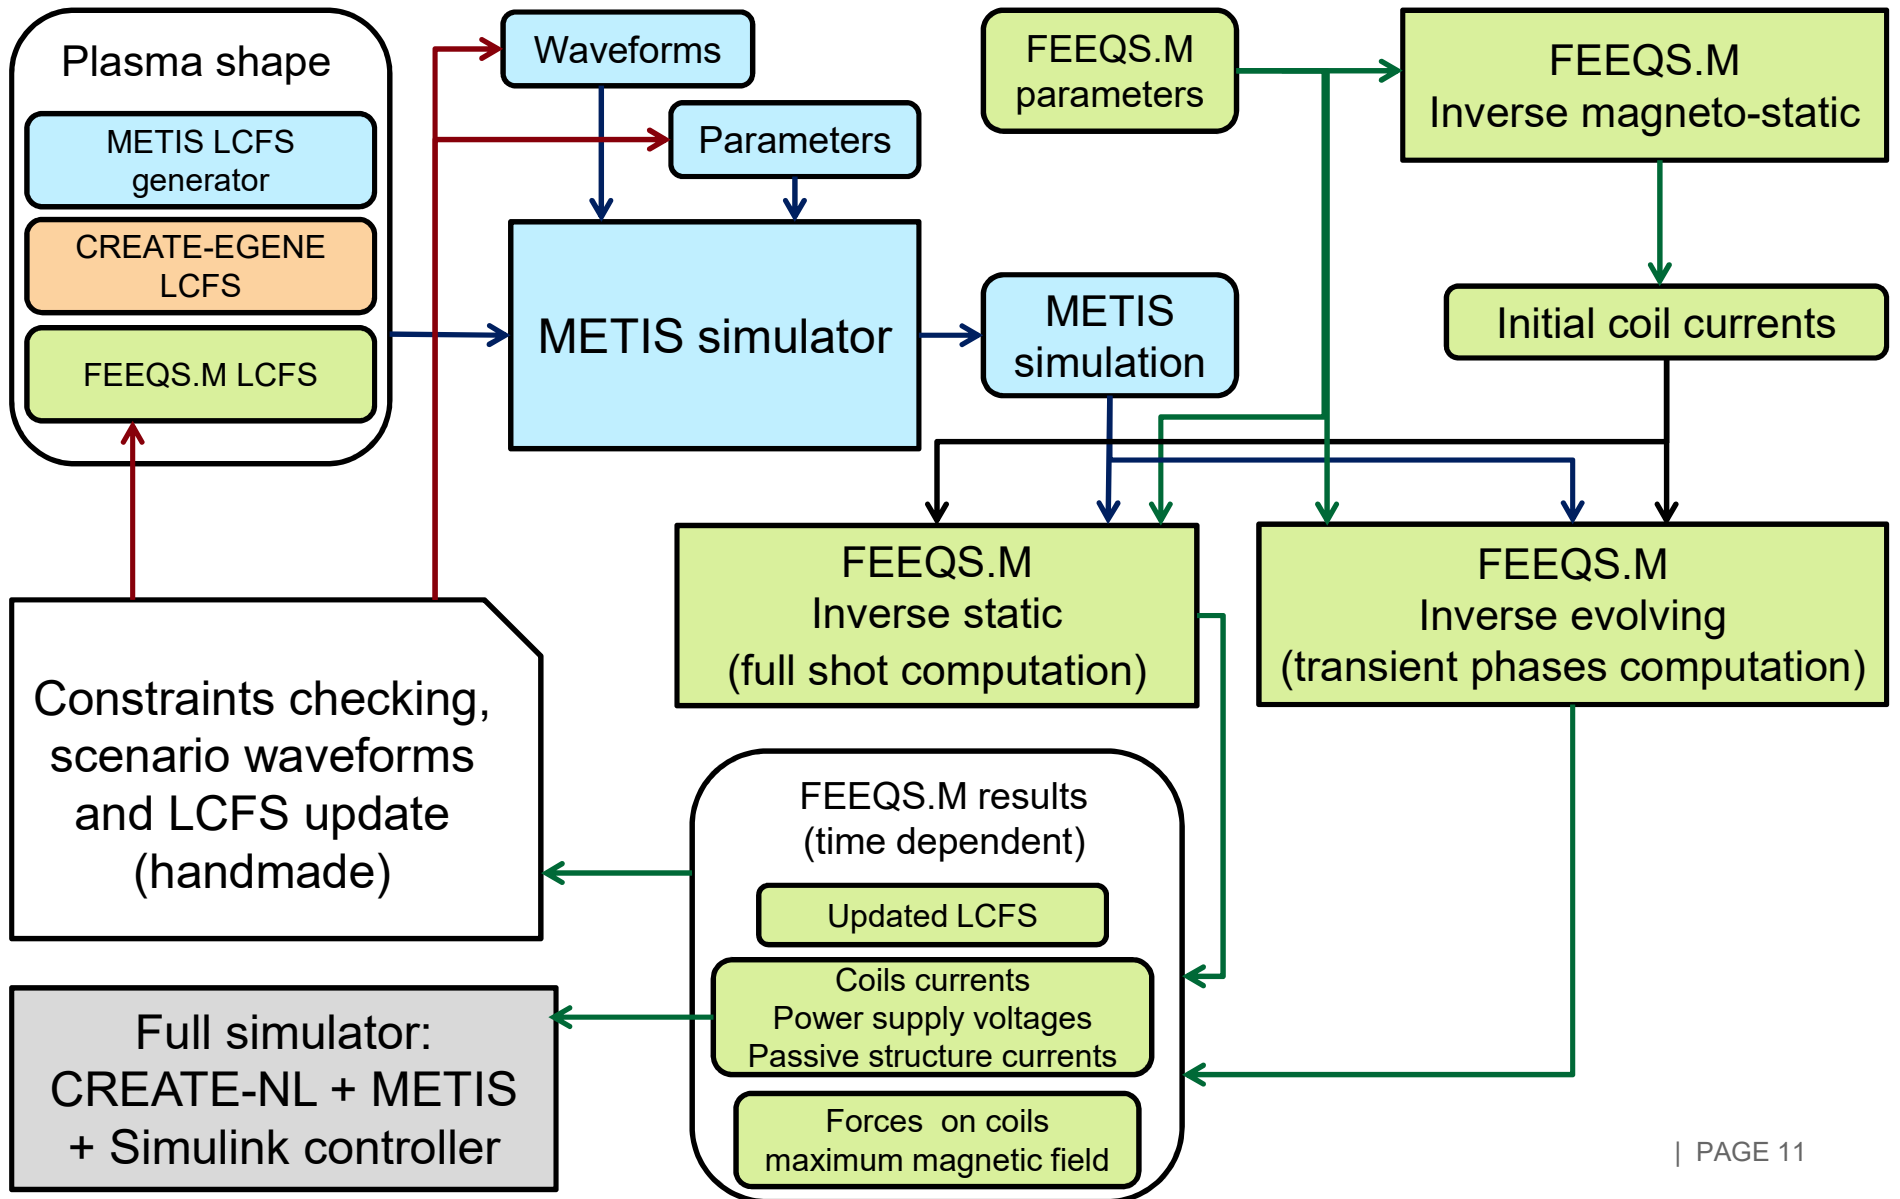 Plasma shape
METIS LCFS
generator
CREATE-EGENE
LCFS
FEEQS.M LCFS
Waveforms
Parameters
METIS simulator
METIS
simulation
FEEQS.M
parameters
FEEQS.M
Inverse magneto-static
Initial coil currents
FEEQS.M
Inverse static
(full shot computation)
FEEQS.M
Inverse evolving
(transient phases computation)
Constraints checking,
scenario waveforms
and LCFS update
(handmade)
FEEQS.M results
(time dependent)
Updated LCFS
Coils currents
Power supply voltages
Passive structure currents
Forces on coils
maximum magnetic field
Full simulator:
CREATE-NL + METIS
+ Simulink controller
| PAGE 11